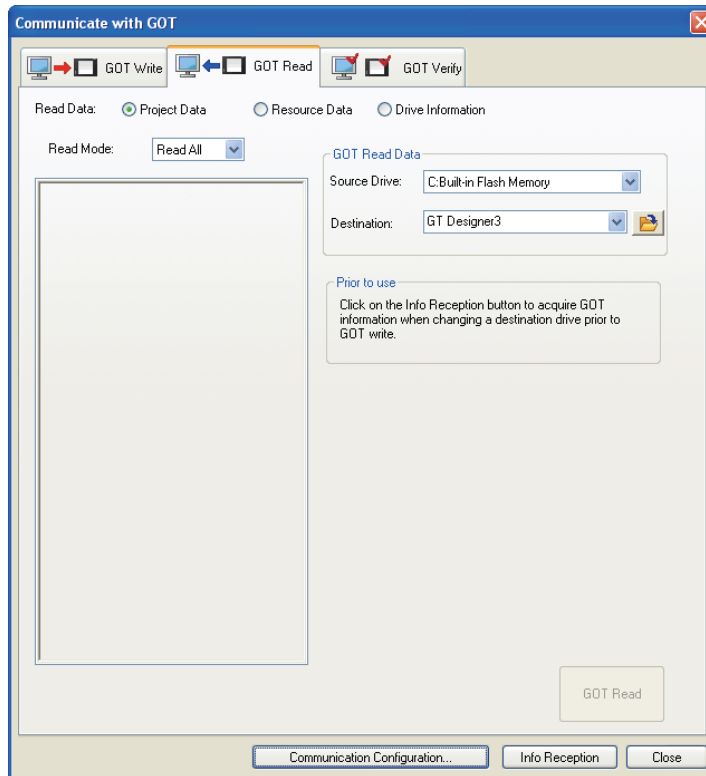 Communicate with GOT
GOT Write
GOT Read
GOT Verify
Read Data:
Project Data
Resource Data
Drive Information
Read Mode:
Read All
GOT Read Data
Source Drive:
C:Built-in Flash Memory
Destination:
GT Designer3
Prior to use
Click on the Info Reception button to acquire GOT
information when changing a destination drive prior to
GOT write.
GOT Read
Communication Configuration...
Info Reception
Close